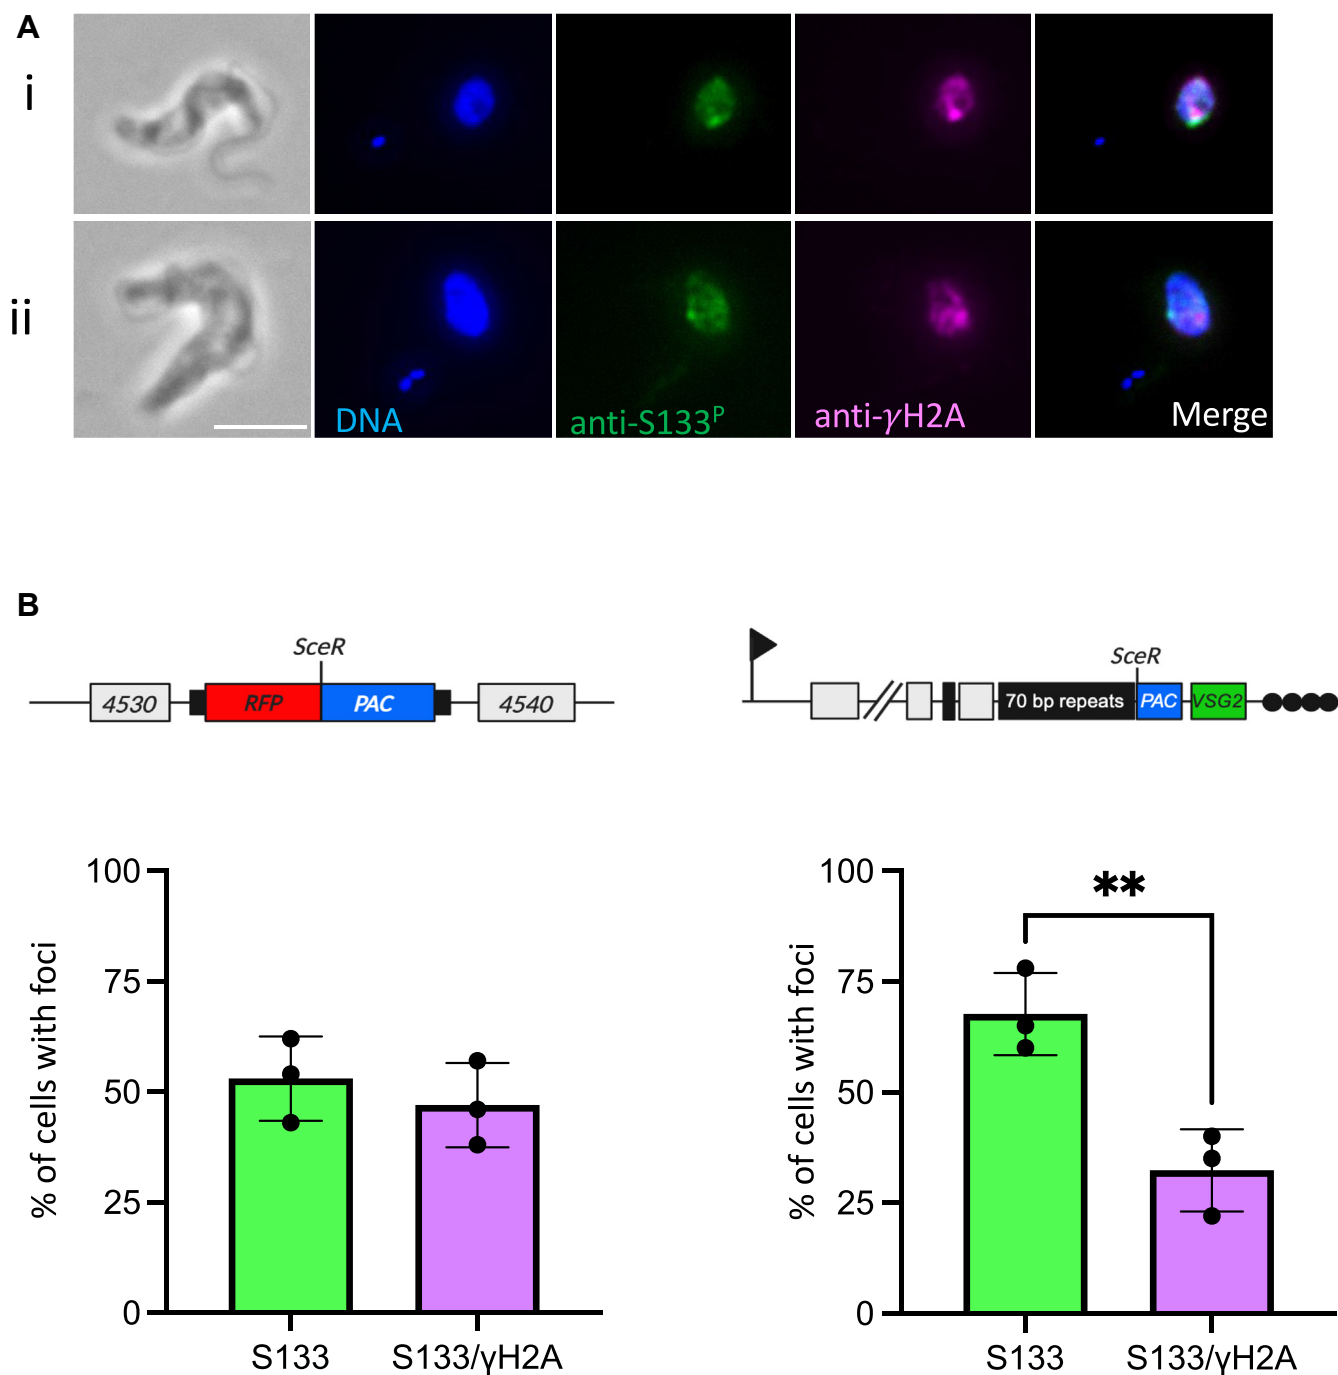 A
i
ii
DNA
anti-S133ᴾ
anti-γH2A
Merge
B
SceR
4530
RFP
PAC
4540
SceR
70 bp repeats
PAC
VSG2
% of cells with foci
100
75
50
25
0
S133
S133/γH2A
% of cells with foci
100
75
50
25
0
**
S133
S133/γH2A